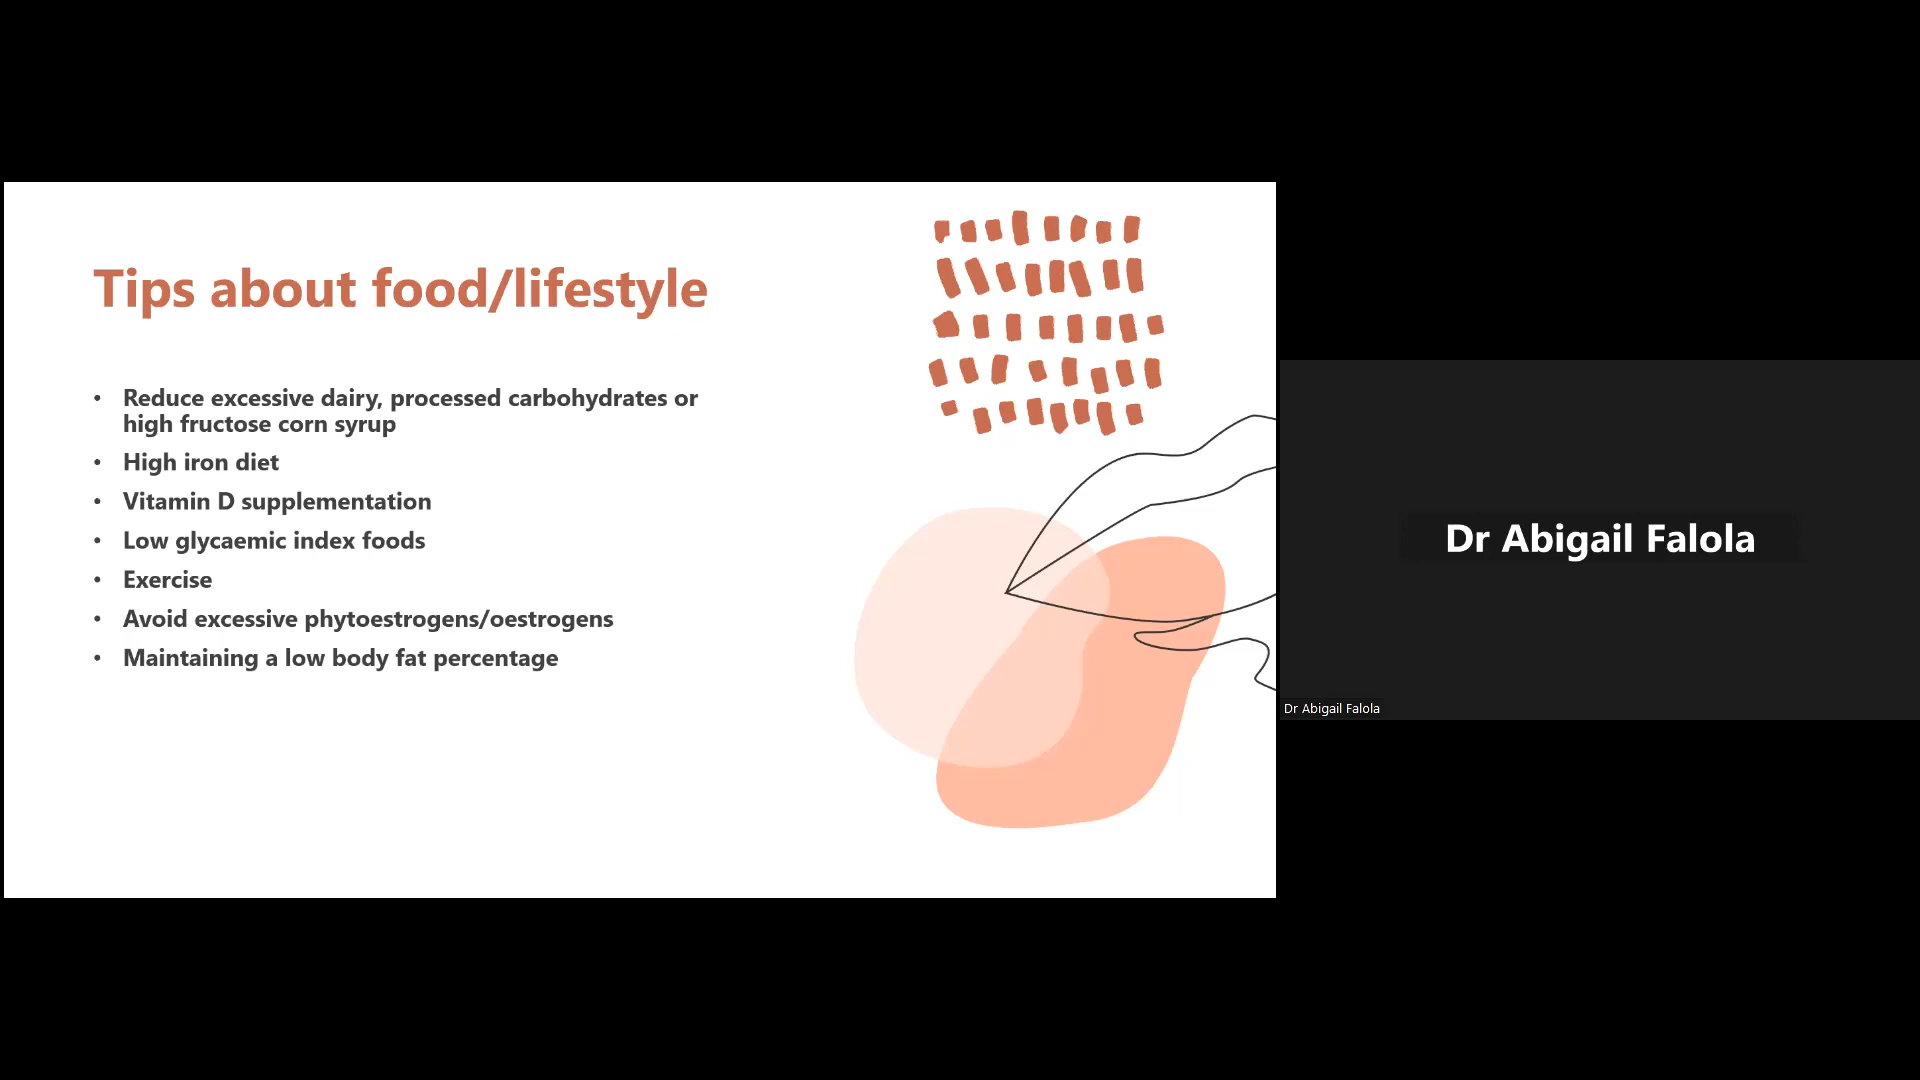 Tips about food/lifestyle
• Reduce excessive dairy, processed carbohydrates or
high fructose corn syrup
• High iron diet
• Vitamin D supplementation
• Low glycaemic index foods
• Exercise
• Avoid excessive phytoestrogens/oestrogens
• Maintaining a low body fat percentage
Dr Abigail Falola
Dr Abigail Falola